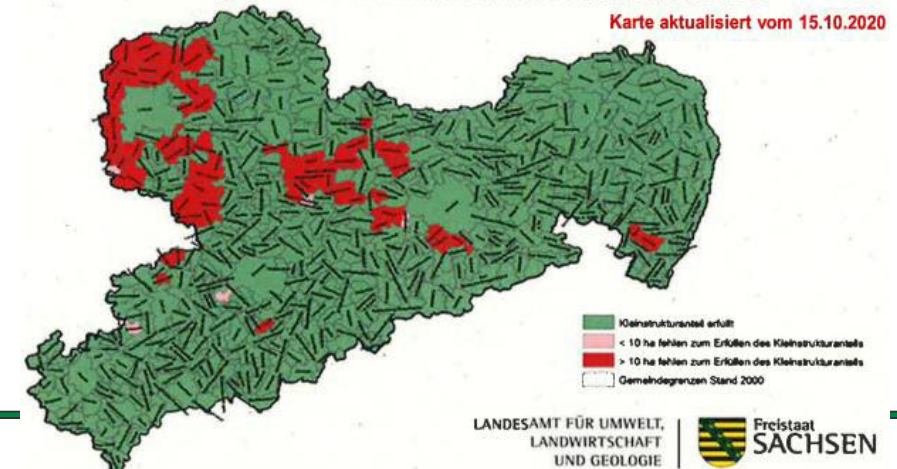 Karte aktualisiert vom 15.10.2020
Kleinstrukturanteil erfüllt
< 10 ha fehlen zum Erfüllen des Kleinstrukturanteils
> 10 ha fehlen zum Erfüllen des Kleinstrukturanteils
Gemeindegrenzen Stand 2000
LANDESAMT FÜR UMWELT,
LANDWIRTSCHAFT
UND GEOLOGIE
Freistaat
SACHSEN